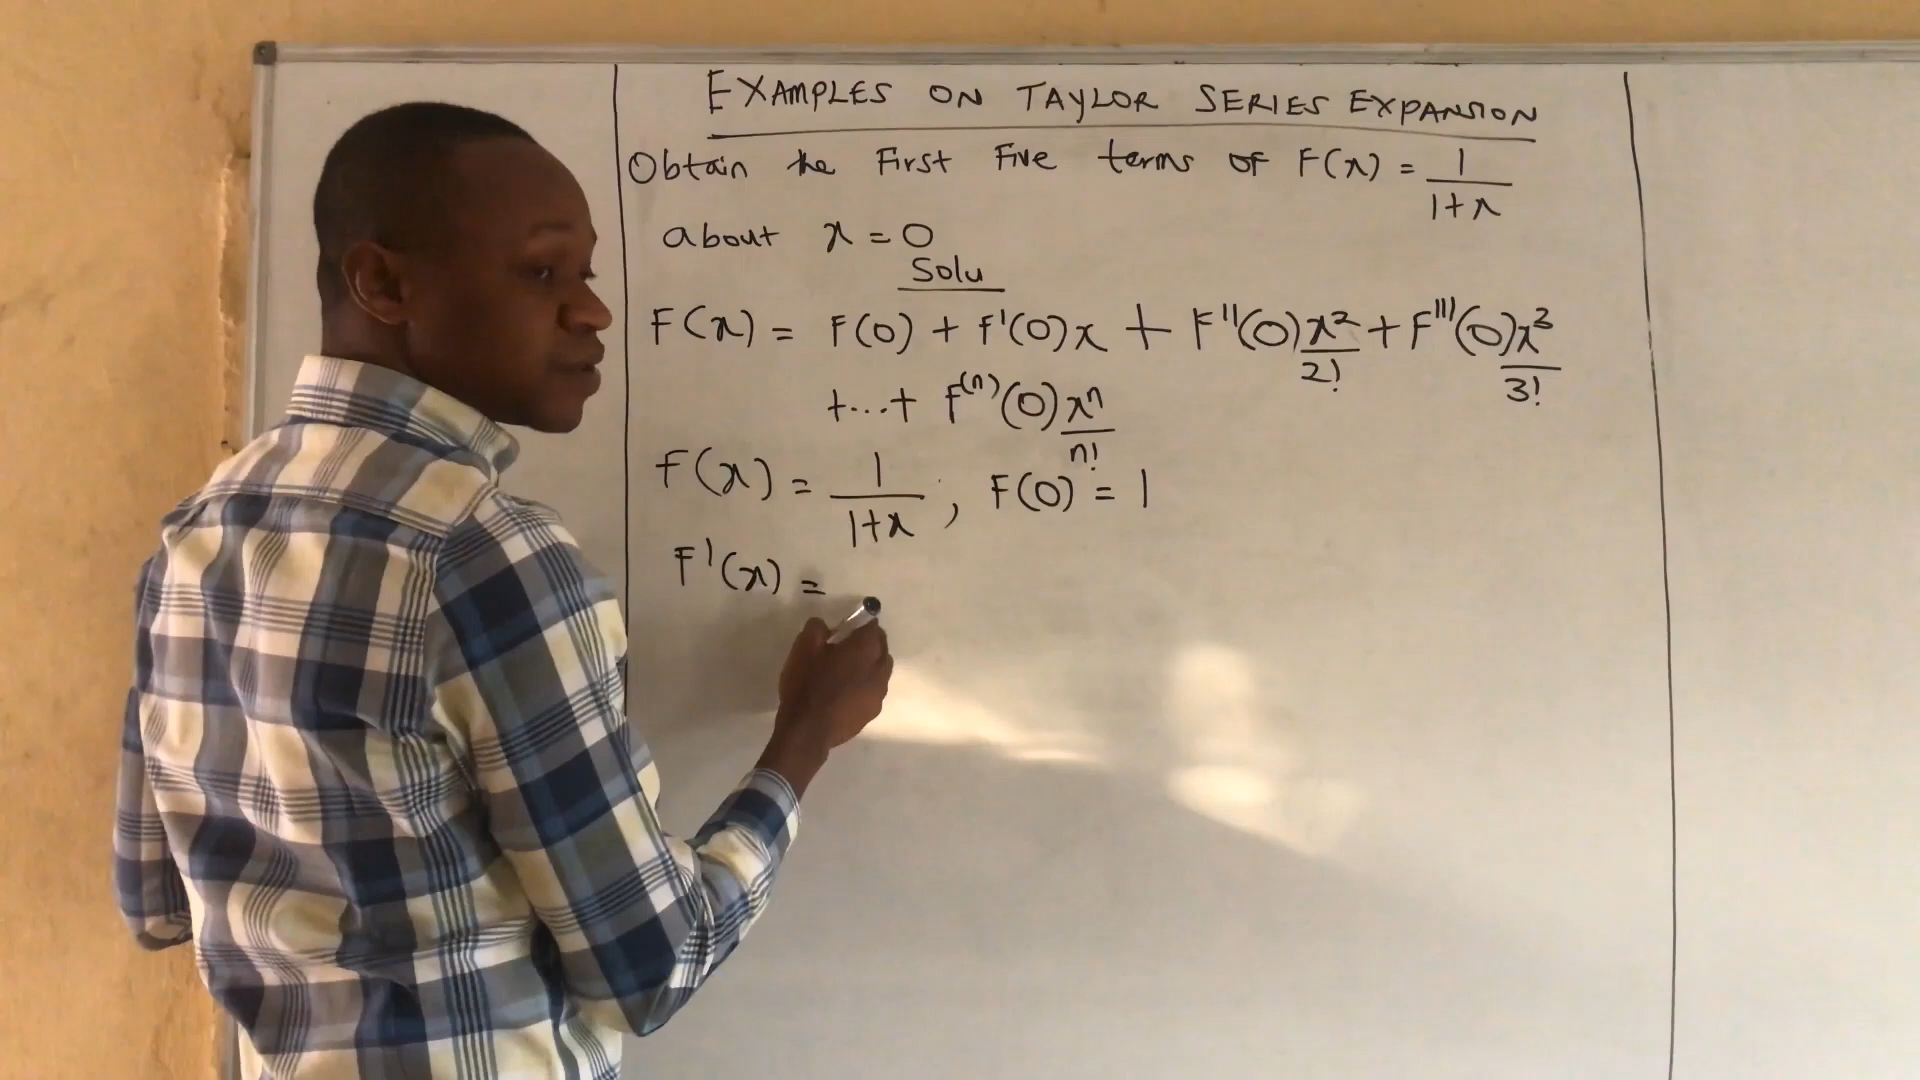 EXAMPLES ON TAYLOR SERIES EXPANSION
Obtain the First Five terms of F(x) = 1/(1+x)
about x = 0
Solu
F(x) = F(0) + F'(0)x + F''(0)x²/2! + F'''(0)x³/3!
+...+ F⁽ⁿ⁾(0)xⁿ/n!
F(x) = 1/(1+x) , F(0) = 1
F'(x) =